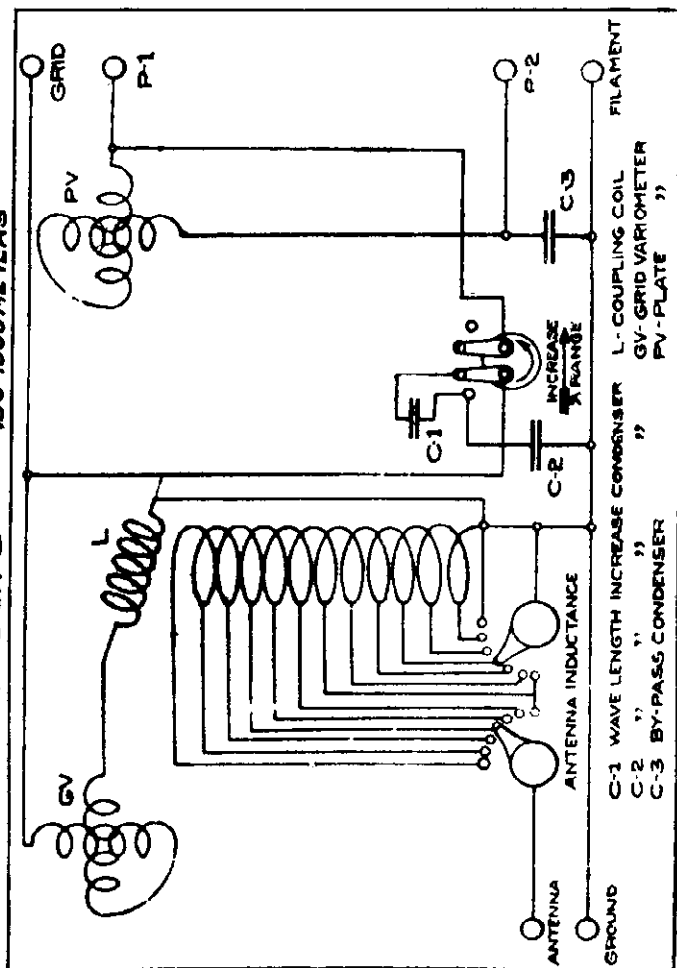 GRID
P-1
PV
GV
L
C-1
INCREASE
λ RANGE
C-2
C-3
P-2
ANTENNA
ANTENNA INDUCTANCE
GROUND
FILAMENT
C-1 WAVE LENGTH INCREASE CONDENSER
C-2 " " " "
C-3 BY-PASS CONDENSER
L-COUPLING COIL
GV-GRID VARIOMETER
PV-PLATE "